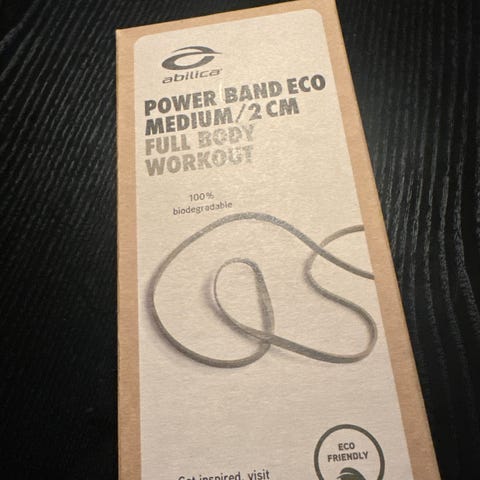 abilica
POWER BAND ECO
MEDIUM/2 CM
FULL BODY
WORKOUT
100%
biodegradable
ECO
FRIENDLY
Get inspired, visit